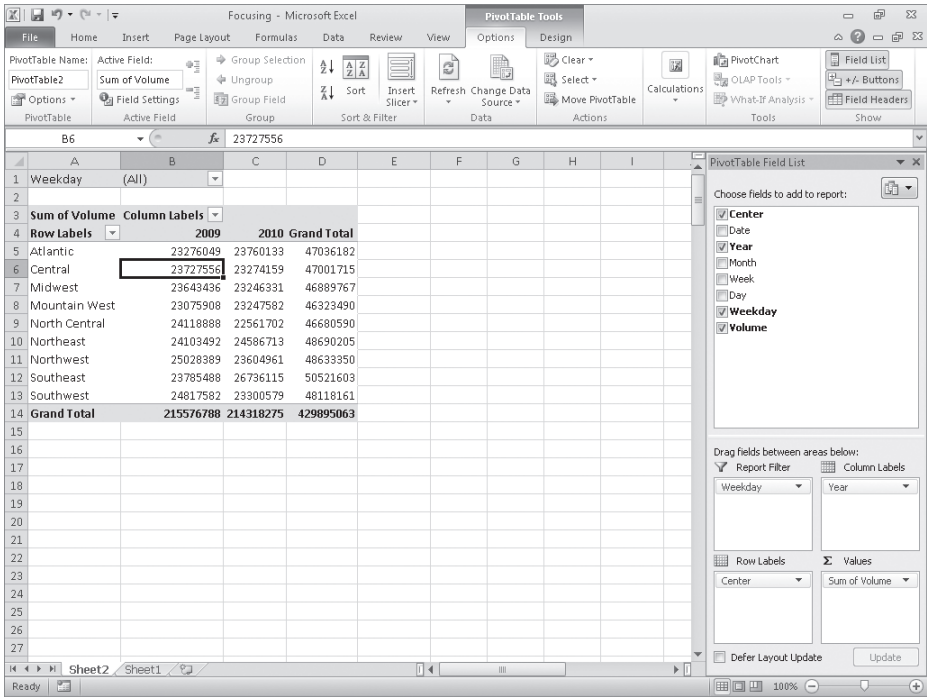 Focusing - Microsoft Excel
PivotTable Tools
File Home Insert Page Layout Formulas Data Review View Options Design
PivotTable Name: Active Field:
PivotTable2 Sum of Volume
Options Field Settings
PivotTable Active Field
Group Selection
Ungroup
Group Field
Group
Sort
Insert Slicer
Sort & Filter
Refresh Change Data Source
Data
Clear
Select
Move PivotTable
Actions
Calculations
PivotChart
OLAP Tools
What-If Analysis
Tools
Field List
+/- Buttons
Field Headers
Show
B6 fx 23727556
A B C D E F G H I
1 Weekday (All)
2
3 Sum of Volume Column Labels
4 Row Labels 2009 2010 Grand Total
5 Atlantic 23276049 23760133 47036182
6 Central 23727556 23274159 47001715
7 Midwest 23643436 23246331 46889767
8 Mountain West 23075908 23247582 46323490
9 North Central 24118888 22561702 46680590
10 Northeast 24103492 24586713 48690205
11 Northwest 25028389 23604961 48633350
12 Southeast 23785488 26736115 50521603
13 Southwest 24817582 23300579 48118161
14 Grand Total 215576788 214318275 429895063
15
16
17
18
19
20
21
22
23
24
25
26
27
PivotTable Field List
Choose fields to add to report:
Center
Date
Year
Month
Week
Day
Weekday
Volume
Drag fields between areas below:
Report Filter Column Labels
Weekday Year
Row Labels Σ Values
Center Sum of Volume
Defer Layout Update Update
Sheet2 Sheet1
Ready 100%